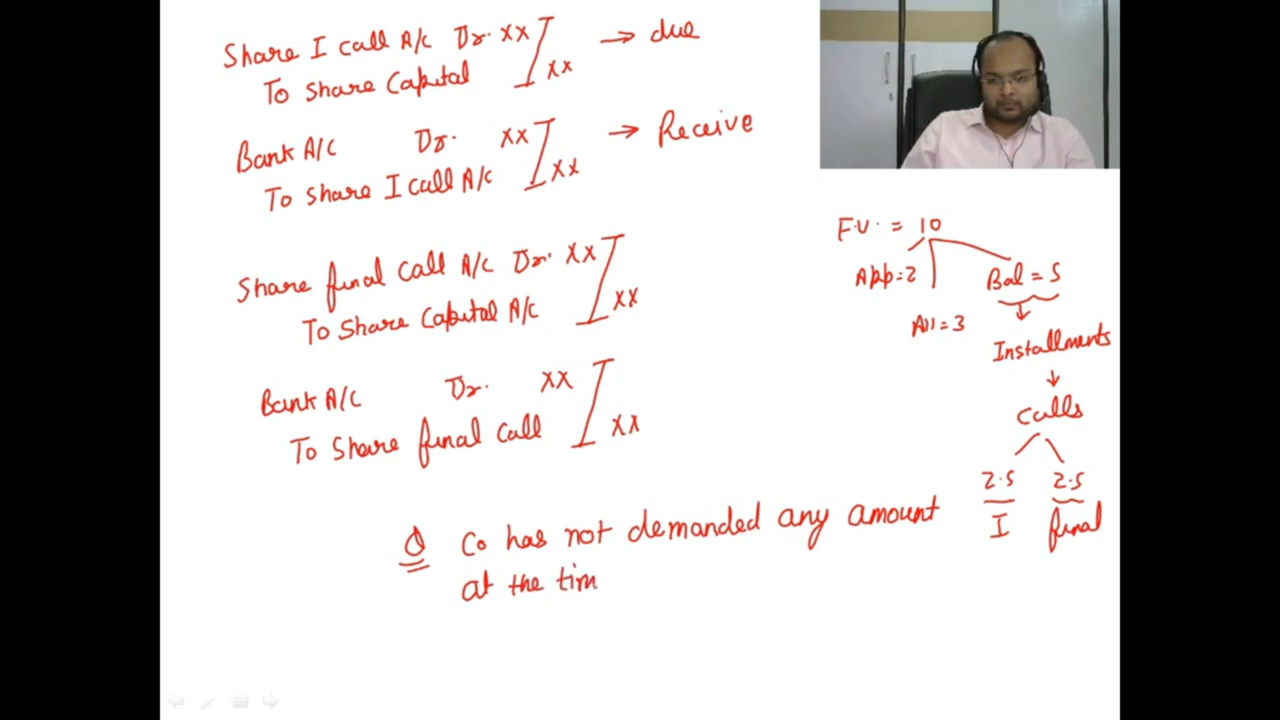 Share I call A/c Dr. xx → due
To Share Capital xx
Bank A/c Dr. xx → Receive
To Share I call A/c xx
Share final call A/c Dr. xx
To Share Capital A/c xx
Bank A/c Dr. xx
To Share final call xx
Q Co has not demanded any amount
at the tim
F.V. = 10
App = 2
Bal = 5
All = 3
Installments
↓
Calls
2.5 2.5
I final